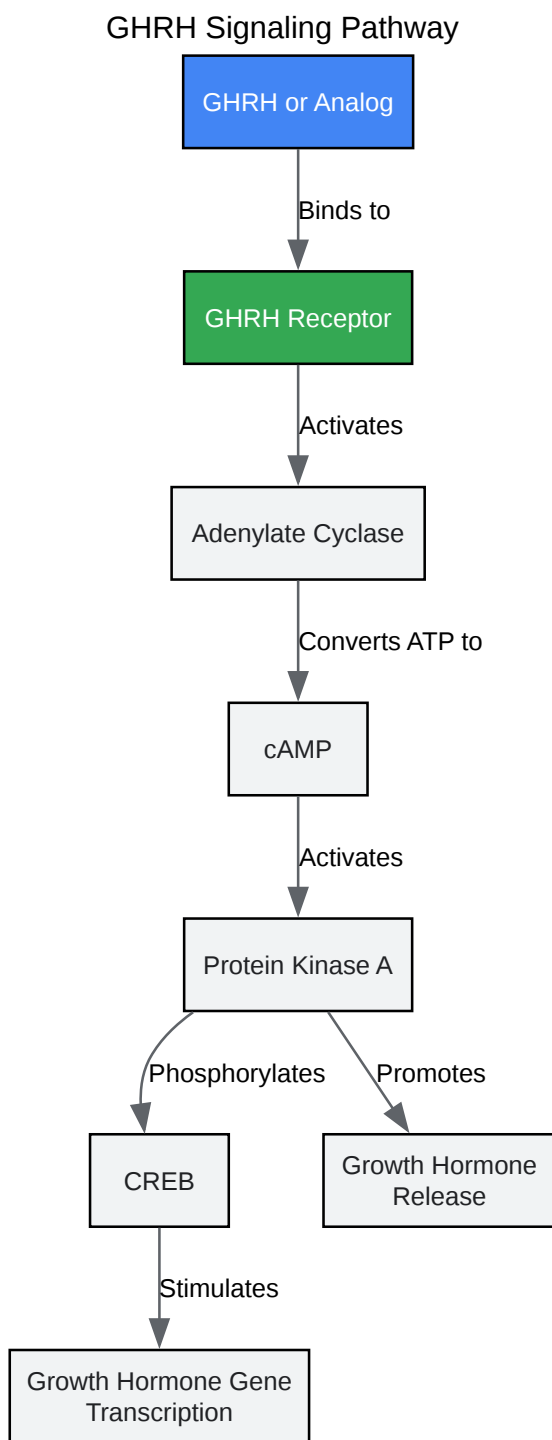 GHRH Signaling Pathway
GHRH or Analog
Binds to
GHRH Receptor
Activates
Adenylate Cyclase
Converts ATP to
cAMP
Activates
Protein Kinase A
Phosphorylates
Promotes
CREB
Growth Hormone
Release
Stimulates
Growth Hormone Gene
Transcription